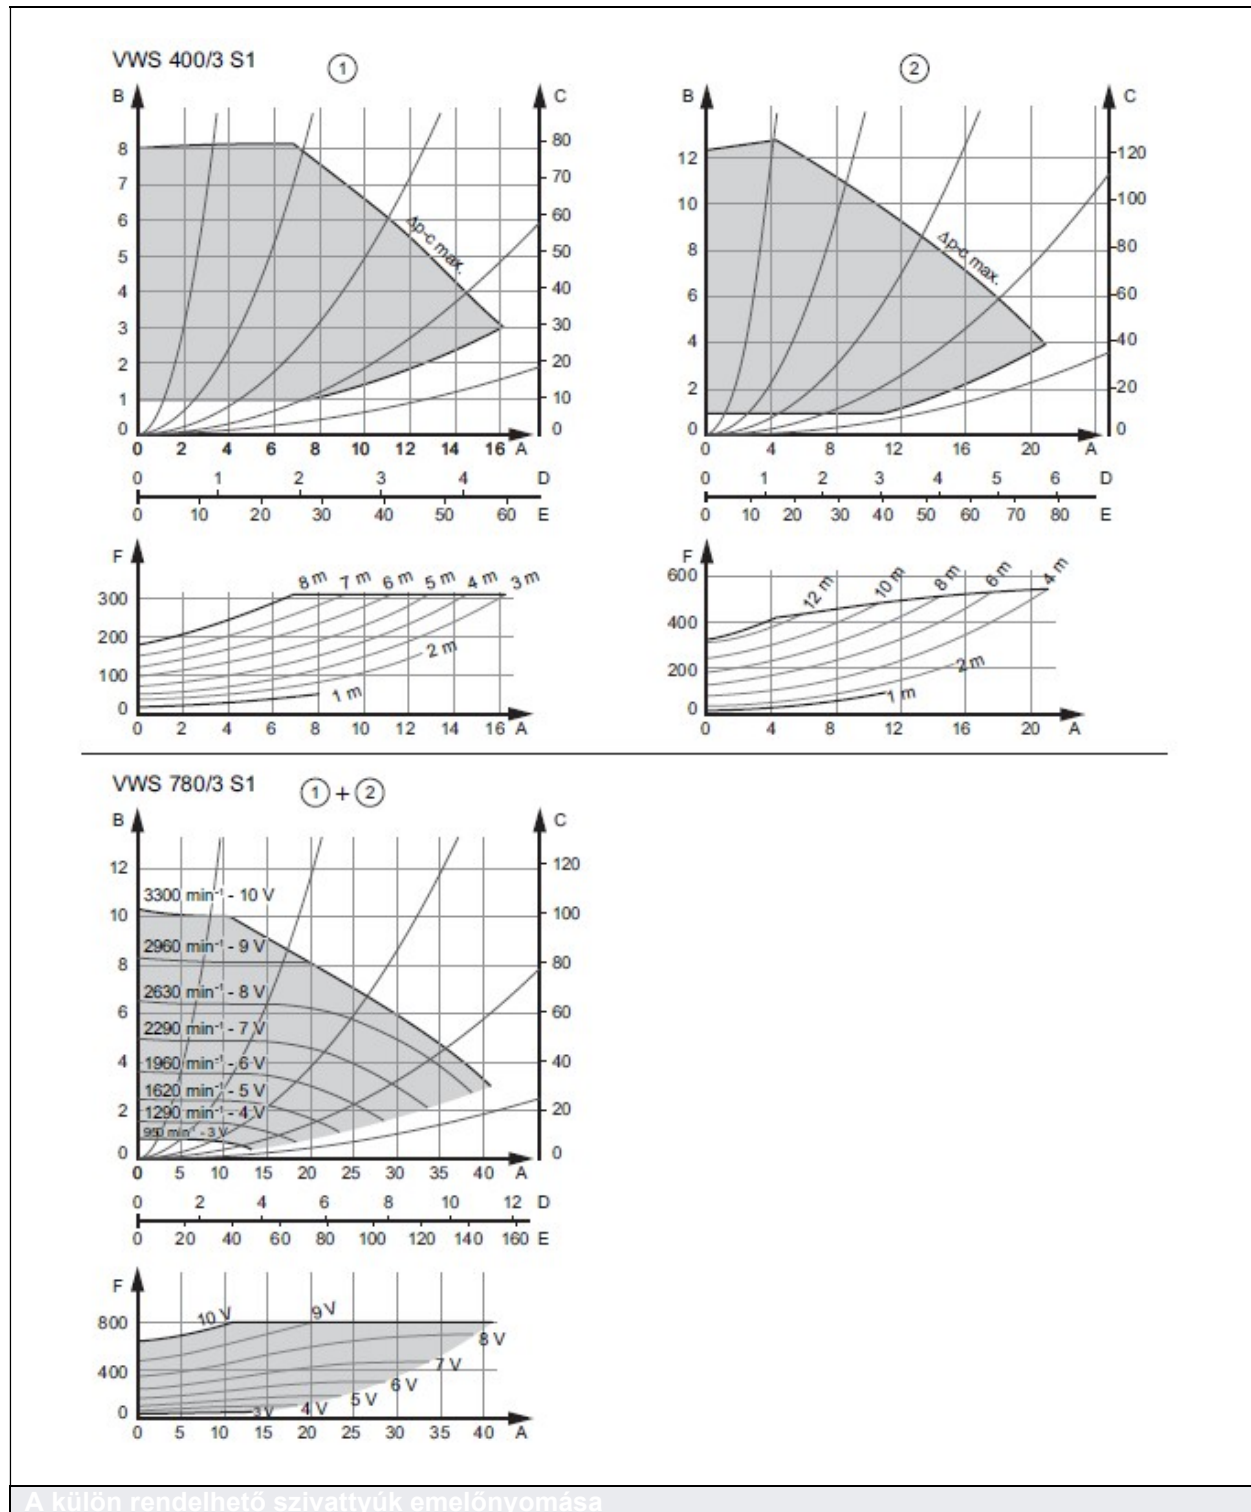 VWS 400/3 S1
1
2
B
C
B
C
8
7
6
5
4
3
2
1
0
80
70
60
50
40
30
20
10
0
Δp-c max.
12
10
8
6
4
2
0
120
100
80
60
40
20
0
Δp-c max.
0 2 4 6 8 10 12 14 16 A
0 4 8 12 16 20 A
0 1 2 3 4 D
0 1 2 3 4 5 6 D
0 10 20 30 40 50 60 E
0 10 20 30 40 50 60 70 80 E
F
300
200
100
0
8 m 7 m 6 m 5 m 4 m 3 m
2 m
1 m
0 2 4 6 8 10 12 14 16 A
F
600
400
200
0
12 m 10 m 8 m 6 m 4 m
2 m
1 m
0 4 8 12 16 20 A
VWS 780/3 S1
1 + 2
B
C
12
10
8
6
4
2
0
120
100
80
60
40
20
0
3300 min⁻¹ - 10 V
2960 min⁻¹ - 9 V
2630 min⁻¹ - 8 V
2290 min⁻¹ - 7 V
1960 min⁻¹ - 6 V
1620 min⁻¹ - 5 V
1290 min⁻¹ - 4 V
950 min⁻¹ - 3 V
0 5 10 15 20 25 30 35 40 A
0 2 4 6 8 10 12 D
0 20 40 60 80 100 120 140 160 E
F
800
400
0
10 V
9 V
8 V
7 V
6 V
5 V
4 V
3 V
0 5 10 15 20 25 30 35 40 A
A külön rendelhető szivattyúk emelőnyomása